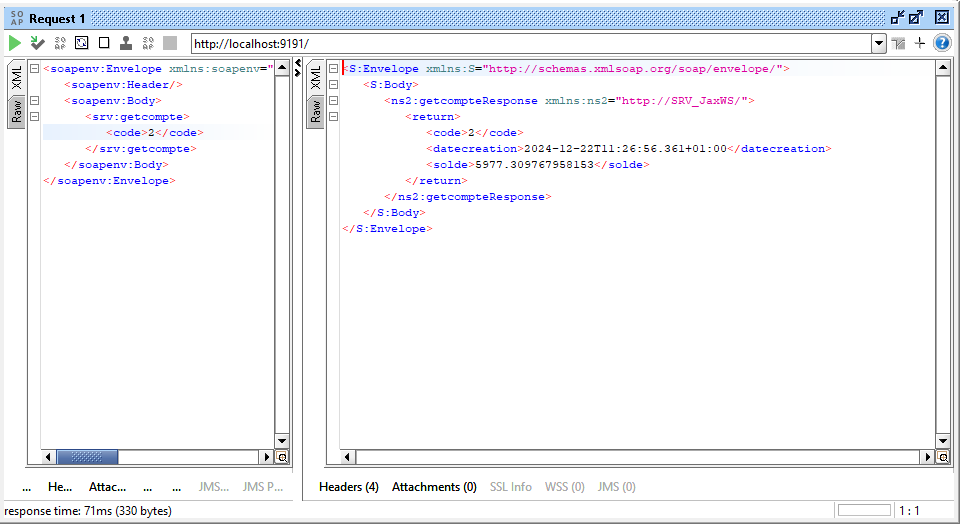 SO AP Request 1
http://localhost:9191/
XML
Raw
<soapenv:Envelope xmlns:soapenv="
<soapenv:Header/>
<soapenv:Body>
<srv:getcompte>
<code>2</code>
</srv:getcompte>
</soapenv:Body>
</soapenv:Envelope>
XML
Raw
<S:Envelope xmlns:S="http://schemas.xmlsoap.org/soap/envelope/">
<S:Body>
<ns2:getcompteResponse xmlns:ns2="http://SRV_JaxWS/">
<return>
<code>2</code>
<datecreation>2024-12-22T11:26:56.361+01:00</datecreation>
<solde>5977.309767958153</solde>
</return>
</ns2:getcompteResponse>
</S:Body>
</S:Envelope>
... He... Attac... ... ... JMS... JMS P...
Headers (4) Attachments (0) SSL Info WSS (0) JMS (0)
response time: 71ms (330 bytes)
1 : 1